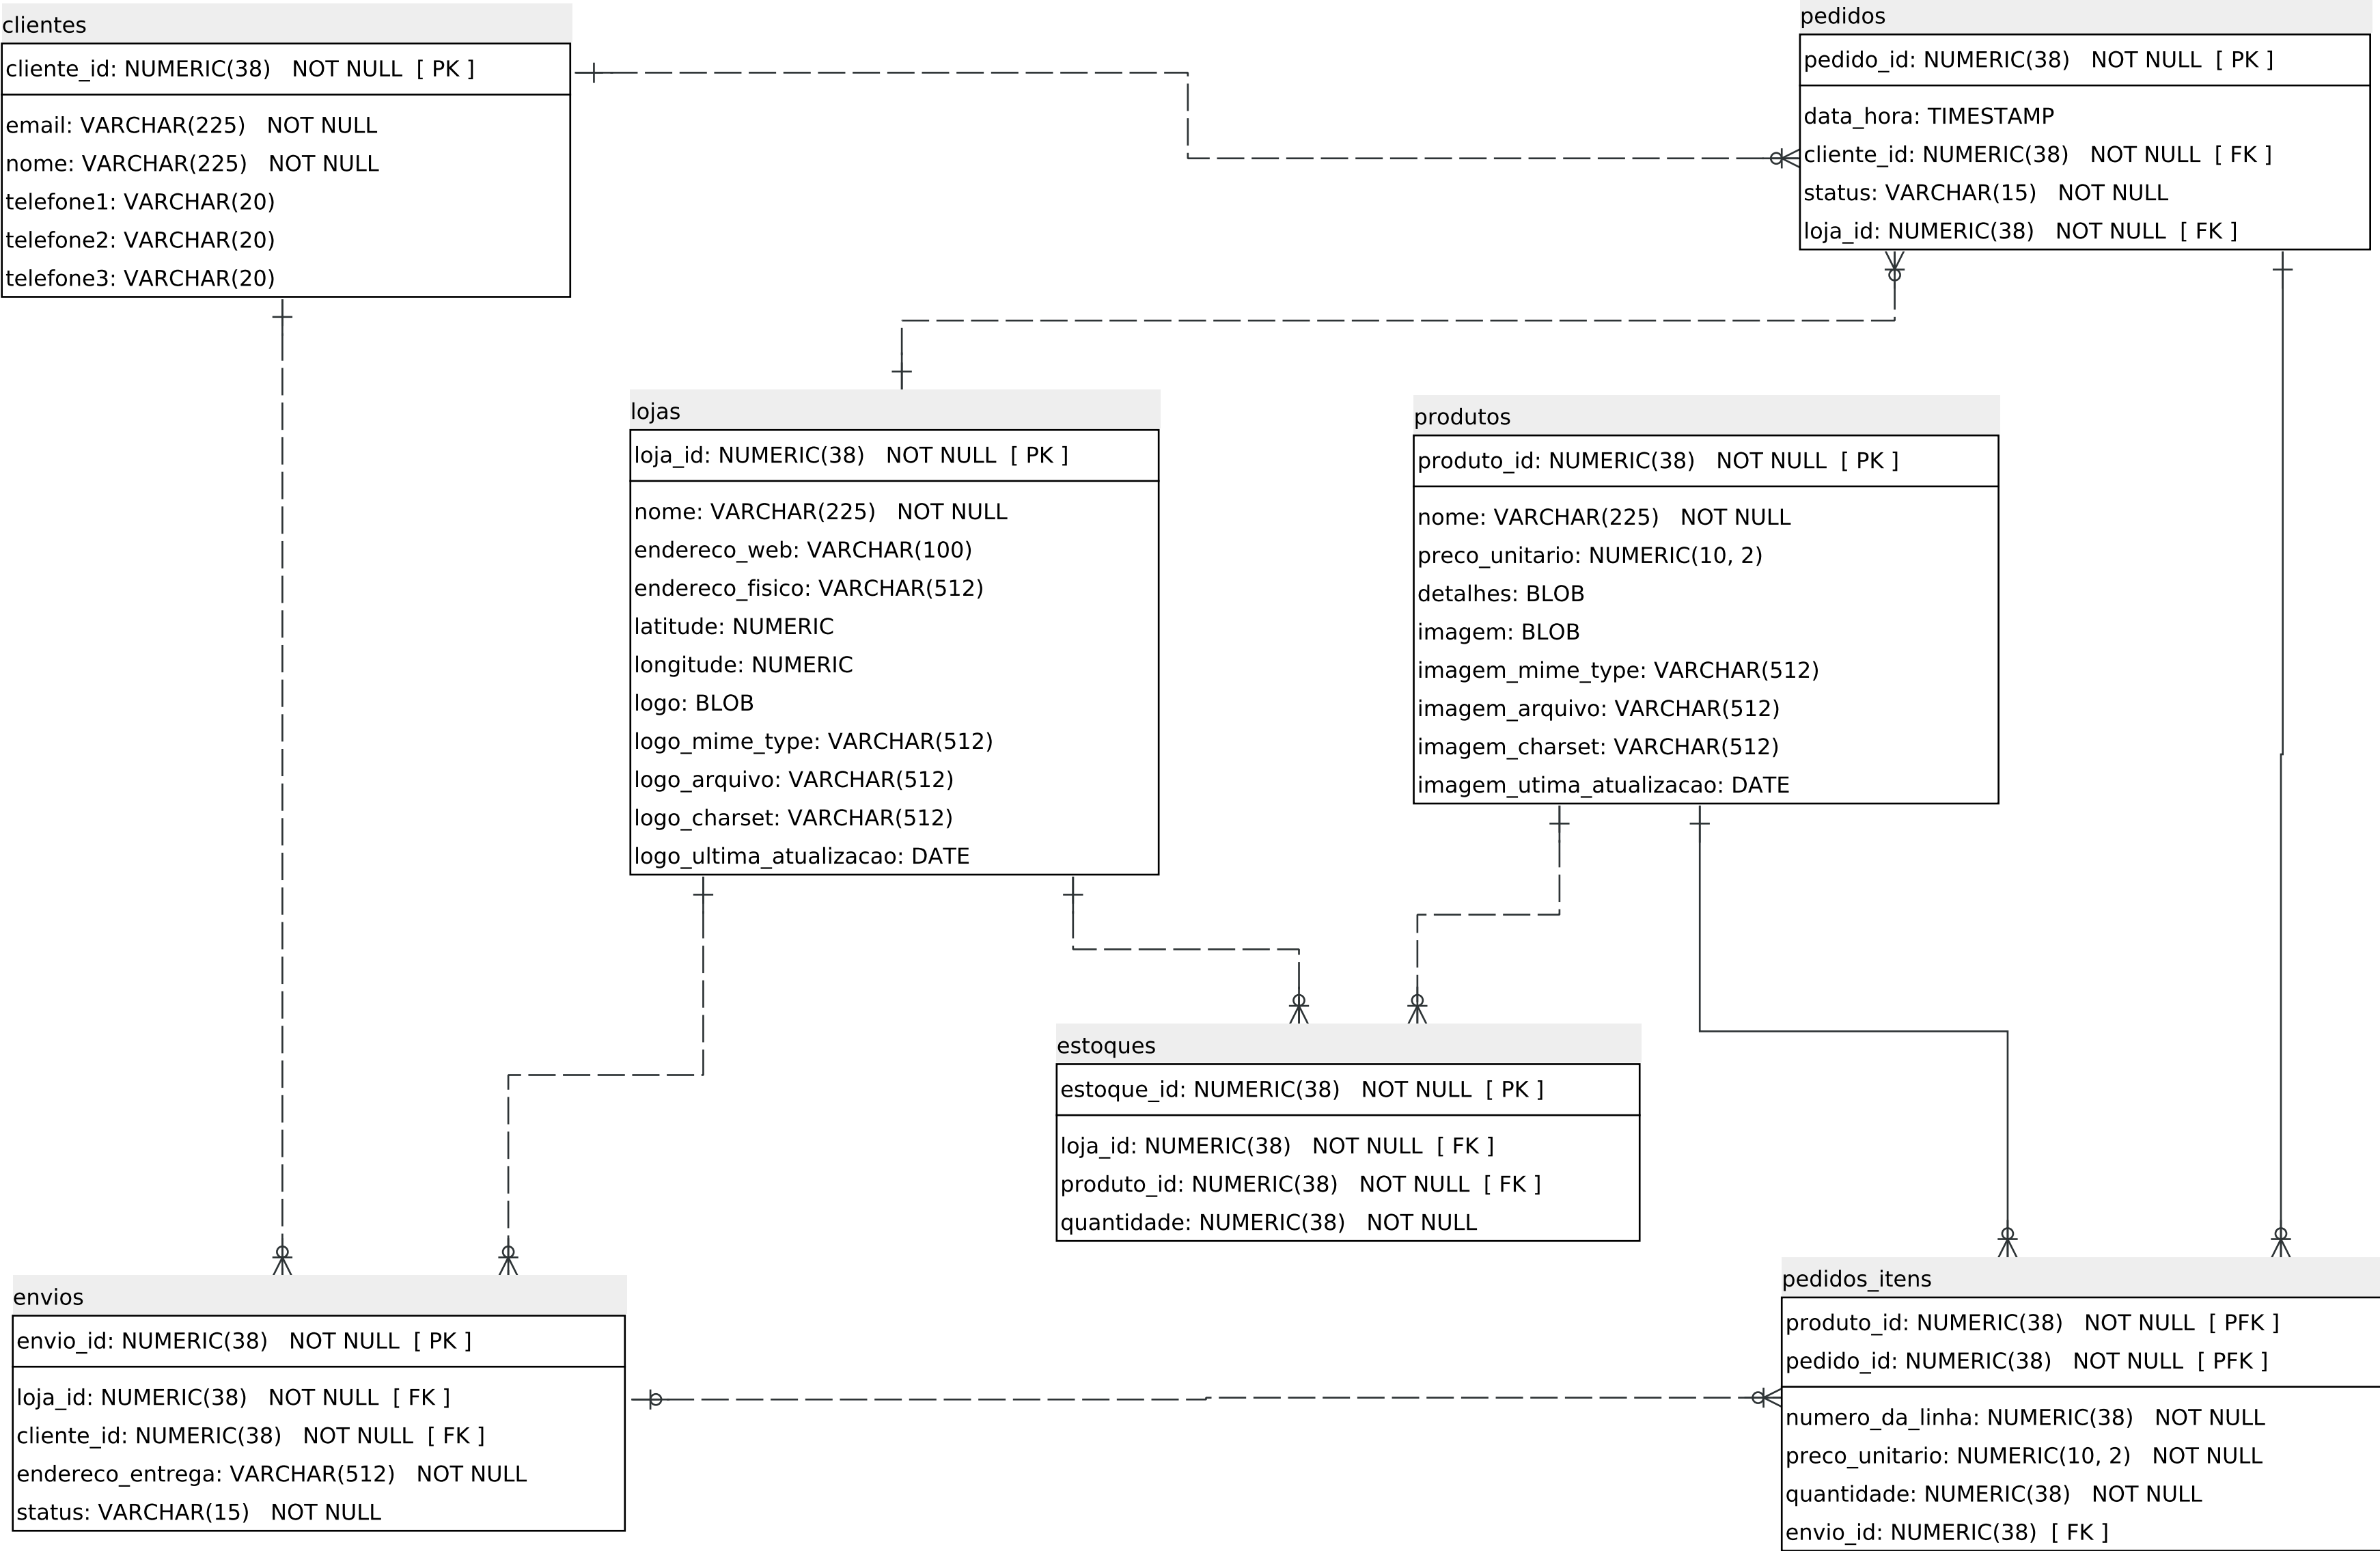 clientes
cliente_id: NUMERIC(38) NOT NULL [ PK ]
email: VARCHAR(225) NOT NULL
nome: VARCHAR(225) NOT NULL
telefone1: VARCHAR(20)
telefone2: VARCHAR(20)
telefone3: VARCHAR(20)
pedidos
pedido_id: NUMERIC(38) NOT NULL [ PK ]
data_hora: TIMESTAMP
cliente_id: NUMERIC(38) NOT NULL [ FK ]
status: VARCHAR(15) NOT NULL
loja_id: NUMERIC(38) NOT NULL [ FK ]
lojas
loja_id: NUMERIC(38) NOT NULL [ PK ]
nome: VARCHAR(225) NOT NULL
endereco_web: VARCHAR(100)
endereco_fisico: VARCHAR(512)
latitude: NUMERIC
longitude: NUMERIC
logo: BLOB
logo_mime_type: VARCHAR(512)
logo_arquivo: VARCHAR(512)
logo_charset: VARCHAR(512)
logo_ultima_atualizacao: DATE
produtos
produto_id: NUMERIC(38) NOT NULL [ PK ]
nome: VARCHAR(225) NOT NULL
preco_unitario: NUMERIC(10, 2)
detalhes: BLOB
imagem: BLOB
imagem_mime_type: VARCHAR(512)
imagem_arquivo: VARCHAR(512)
imagem_charset: VARCHAR(512)
imagem_utima_atualizacao: DATE
estoques
estoque_id: NUMERIC(38) NOT NULL [ PK ]
loja_id: NUMERIC(38) NOT NULL [ FK ]
produto_id: NUMERIC(38) NOT NULL [ FK ]
quantidade: NUMERIC(38) NOT NULL
envios
envio_id: NUMERIC(38) NOT NULL [ PK ]
loja_id: NUMERIC(38) NOT NULL [ FK ]
cliente_id: NUMERIC(38) NOT NULL [ FK ]
endereco_entrega: VARCHAR(512) NOT NULL
status: VARCHAR(15) NOT NULL
pedidos_itens
produto_id: NUMERIC(38) NOT NULL [ PFK ]
pedido_id: NUMERIC(38) NOT NULL [ PFK ]
numero_da_linha: NUMERIC(38) NOT NULL
preco_unitario: NUMERIC(10, 2) NOT NULL
quantidade: NUMERIC(38) NOT NULL
envio_id: NUMERIC(38) [ FK ]